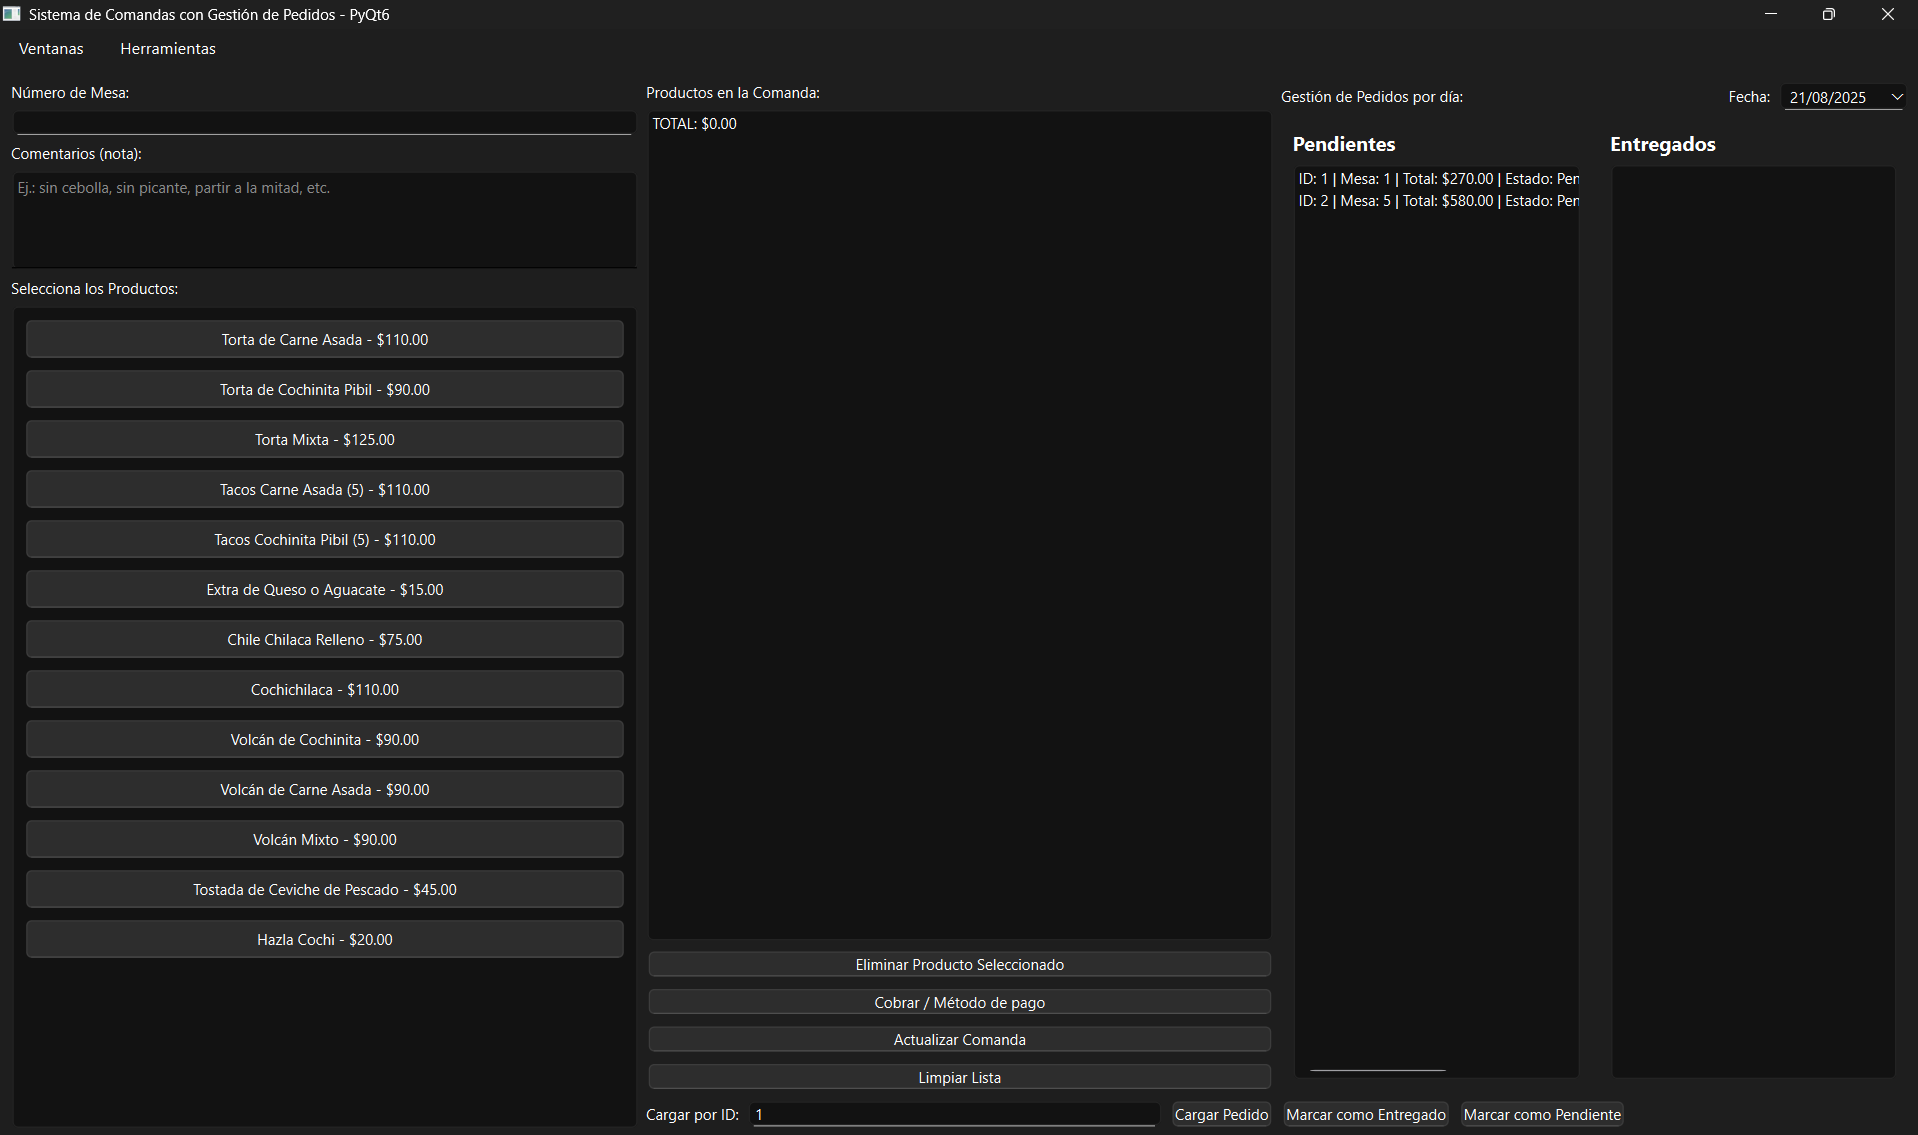 Sistema de Comandas con Gestión de Pedidos - PyQt6
Ventanas Herramientas
Número de Mesa:
Comentarios (nota):
Ej.: sin cebolla, sin picante, partir a la mitad, etc.
Selecciona los Productos:
Torta de Carne Asada - $110.00
Torta de Cochinita Pibil - $90.00
Torta Mixta - $125.00
Tacos Carne Asada (5) - $110.00
Tacos Cochinita Pibil (5) - $110.00
Extra de Queso o Aguacate - $15.00
Chile Chilaca Relleno - $75.00
Cochichilaca - $110.00
Volcán de Cochinita - $90.00
Volcán de Carne Asada - $90.00
Volcán Mixto - $90.00
Tostada de Ceviche de Pescado - $45.00
Hazla Cochi - $20.00
Productos en la Comanda:
TOTAL: $0.00
Eliminar Producto Seleccionado
Cobrar / Método de pago
Actualizar Comanda
Limpiar Lista
Cargar por ID: 1 Cargar Pedido Marcar como Entregado Marcar como Pendiente
Gestión de Pedidos por día: Fecha: 21/08/2025
Pendientes
ID: 1 | Mesa: 1 | Total: $270.00 | Estado: Pen
ID: 2 | Mesa: 5 | Total: $580.00 | Estado: Pen
Entregados